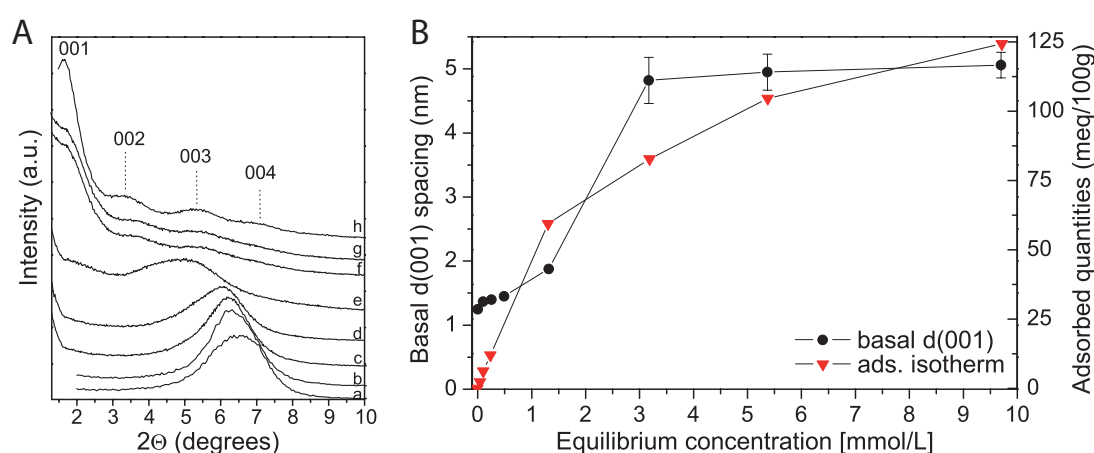 A
001
002
003
004
h
g
f
e
d
c
b
a
Intensity (a.u.)
2 3 4 5 6 7 8 9 10
2Θ (degrees)
B
5
4
3
2
1
0
Basal d(001) spacing (nm)
125
100
75
50
25
0
Adsorbed quantities (meq/100g)
basal d(001)
ads. isotherm
0 1 2 3 4 5 6 7 8 9 10
Equilibrium concentration [mmol/L]